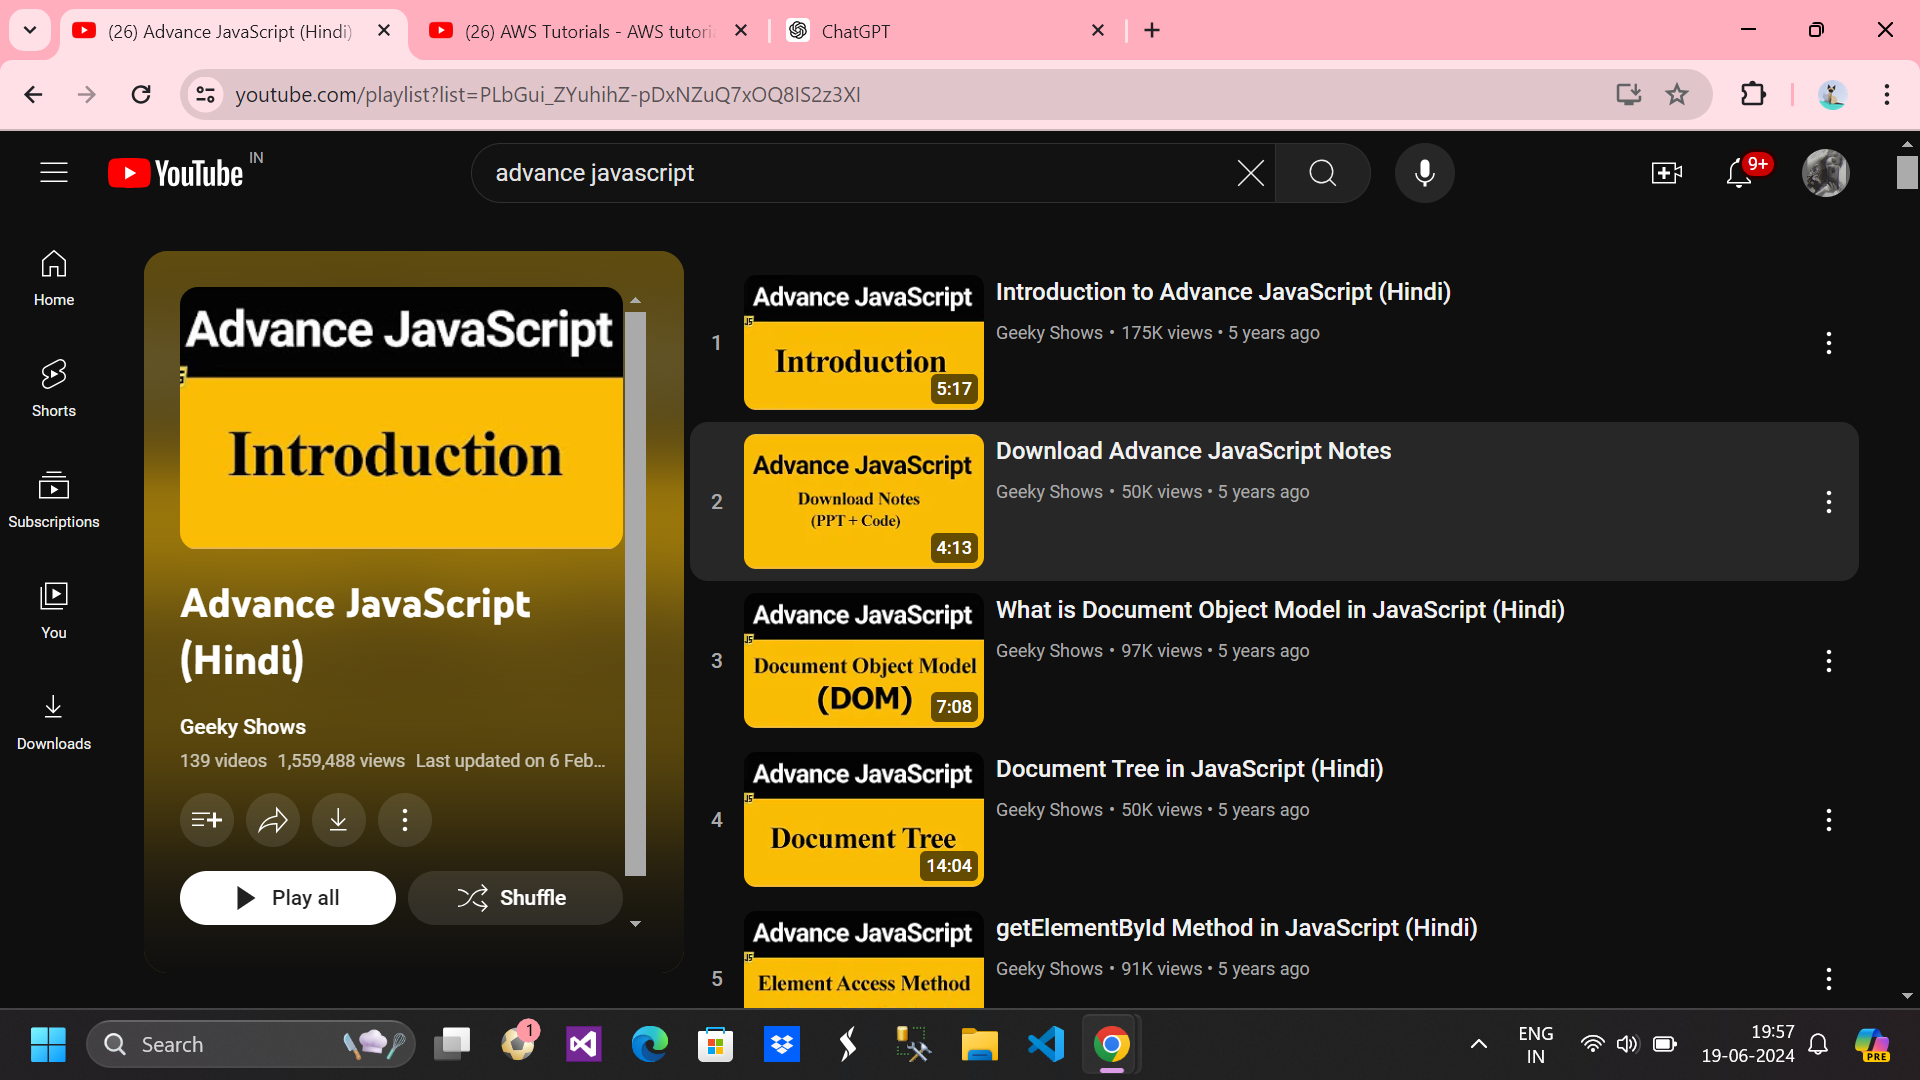 (26) Advance JavaScript (Hindi)
(26) AWS Tutorials - AWS tutori
ChatGPT
youtube.com/playlist?list=PLbGui_ZYuhihZ-pDxNZuQ7xOQ8IS2z3XI
YouTube IN
advance javascript
9+
Home
Shorts
Subscriptions
You
Downloads
Advance JavaScript
Introduction
Advance JavaScript
(Hindi)
Geeky Shows
139 videos 1,559,488 views Last updated on 6 Feb...
Play all
Shuffle
1
Advance JavaScript
JS
Introduction
5:17
Introduction to Advance JavaScript (Hindi)
Geeky Shows • 175K views • 5 years ago
2
Advance JavaScript
Download Notes
(PPT + Code)
4:13
Download Advance JavaScript Notes
Geeky Shows • 50K views • 5 years ago
3
Advance JavaScript
JS
Document Object Model
(DOM)
7:08
What is Document Object Model in JavaScript (Hindi)
Geeky Shows • 97K views • 5 years ago
4
Advance JavaScript
JS
Document Tree
14:04
Document Tree in JavaScript (Hindi)
Geeky Shows • 50K views • 5 years ago
5
Advance JavaScript
JS
Element Access Method
getElementById Method in JavaScript (Hindi)
Geeky Shows • 91K views • 5 years ago
Search
1
ENG
IN
19:57
19-06-2024
PRE